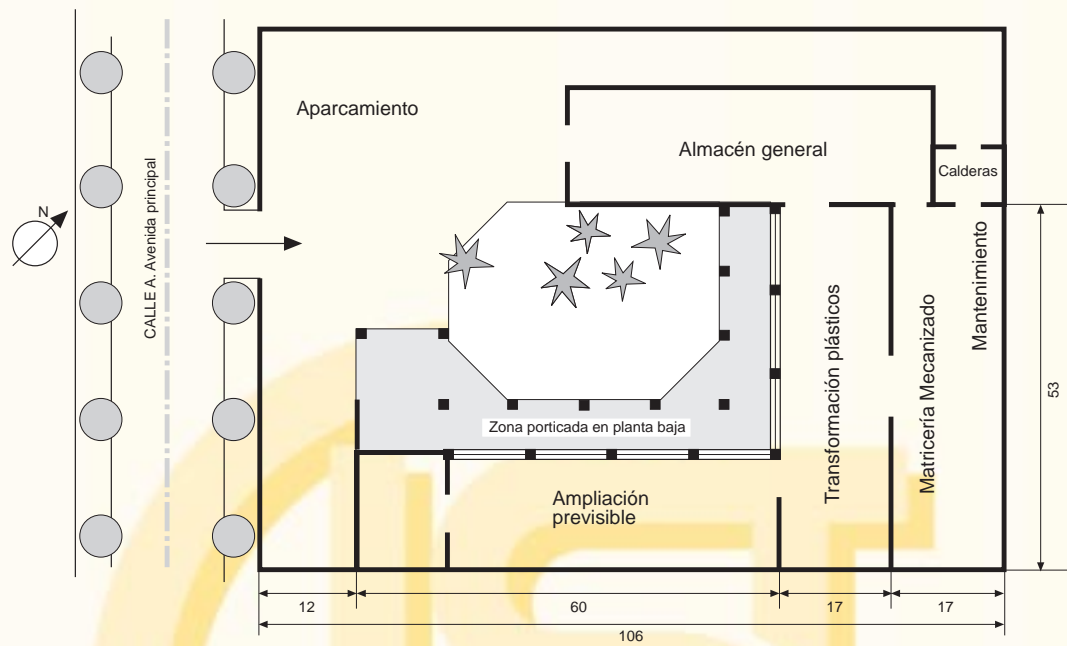 Aparcamiento
Almacén general
Calderas
N
CALLE A. Avenida principal
Mantenimiento
Transformación plásticos
Matricería Mecanizado
53
Zona porticada en planta baja
Ampliación
previsible
12
60
17
17
106